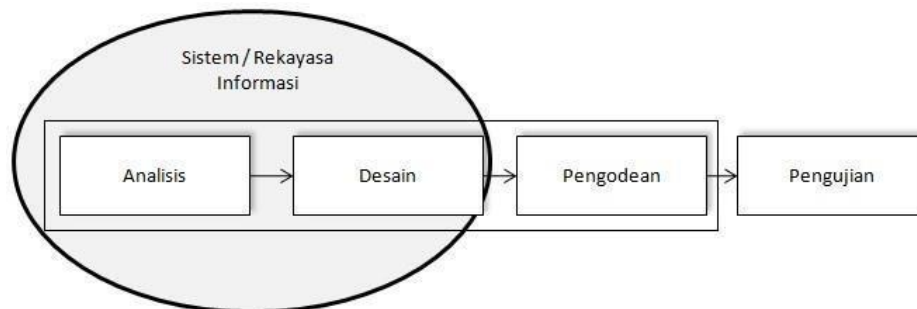 Sistem / Rekayasa
Informasi
Analisis
Desain
Pengodean
Pengujian